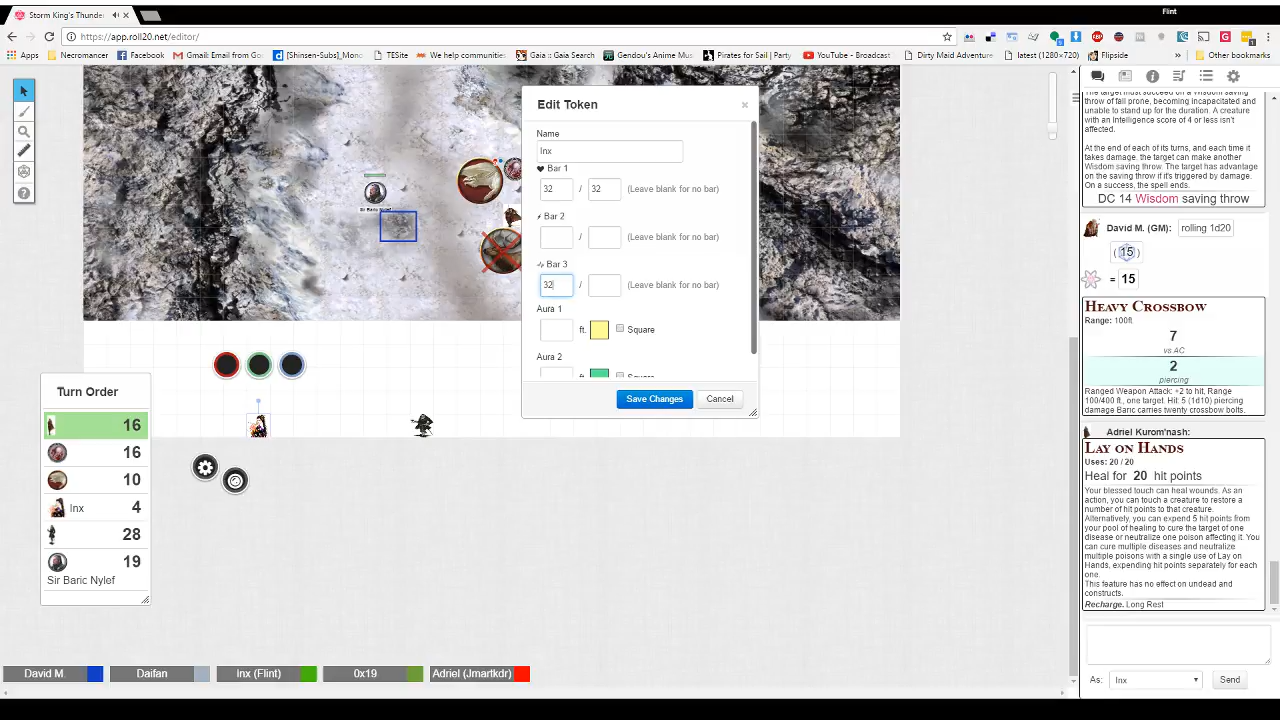 Flint
Storm King's Thunder
https://app.roll20.net/editor/
Apps
Necromancer
Facebook
Gmail: Email from Go
[Shinsen-Subs]_Mono
TESite
We help communities
Gaia :: Gaia Search
Gendou's Anime Musi
Pirates for Sail | Party
YouTube - Broadcast
Dirty Maid Adventure
latest (1280×720)
Flipside
»
Other bookmarks
Edit Token
×
Name
Inx
Bar 1
32 / 32 (Leave blank for no bar)
Bar 2
/ (Leave blank for no bar)
Bar 3
32 / (Leave blank for no bar)
Aura 1
ft. Square
Aura 2
ft. Square
Save Changes
Cancel
Sir Baric Nylef
Turn Order
16
16
10
Inx 4
28
19
Sir Baric Nylef
David M.
Daifan
Inx (Flint)
0x19
Adriel (Jmartkdr)
The target must succeed on a Wisdom saving
throw or fall prone, becoming incapacitated and
unable to stand up for the duration. A creature
with an Intelligence score of 4 or less isn't
affected.
At the end of each of its turns, and each time it
takes damage, the target can make another
Wisdom saving throw. The target has advantage
on the saving throw if it's triggered by damage.
On a success, the spell ends.
DC 14 Wisdom saving throw
David M. (GM): rolling 1d20
(15)
= 15
Heavy Crossbow
Range: 100ft.
7
vs AC
2
piercing
Ranged Weapon Attack: +2 to hit, Range
100/400 ft, one target. Hit: 5 (1d10) piercing
damage Baric carries twenty crossbow bolts.
Adriel Kurom'nash:
Lay on Hands
Uses: 20 / 20
Heal for 20 hit points
Your blessed touch can heal wounds. As an
action, you can touch a creature to restore a
number of hit points to that creature.
Alternatively, you can expend 5 hit points from
your pool of healing to cure the target of one
disease or neutralize one poison affecting it. You
can cure multiple diseases and neutralize
multiple poisons with a single use of Lay on
Hands, expending hit points separately for each
one.
This feature has no effect on undead and
constructs.
Recharge. Long Rest
As: Inx
Send